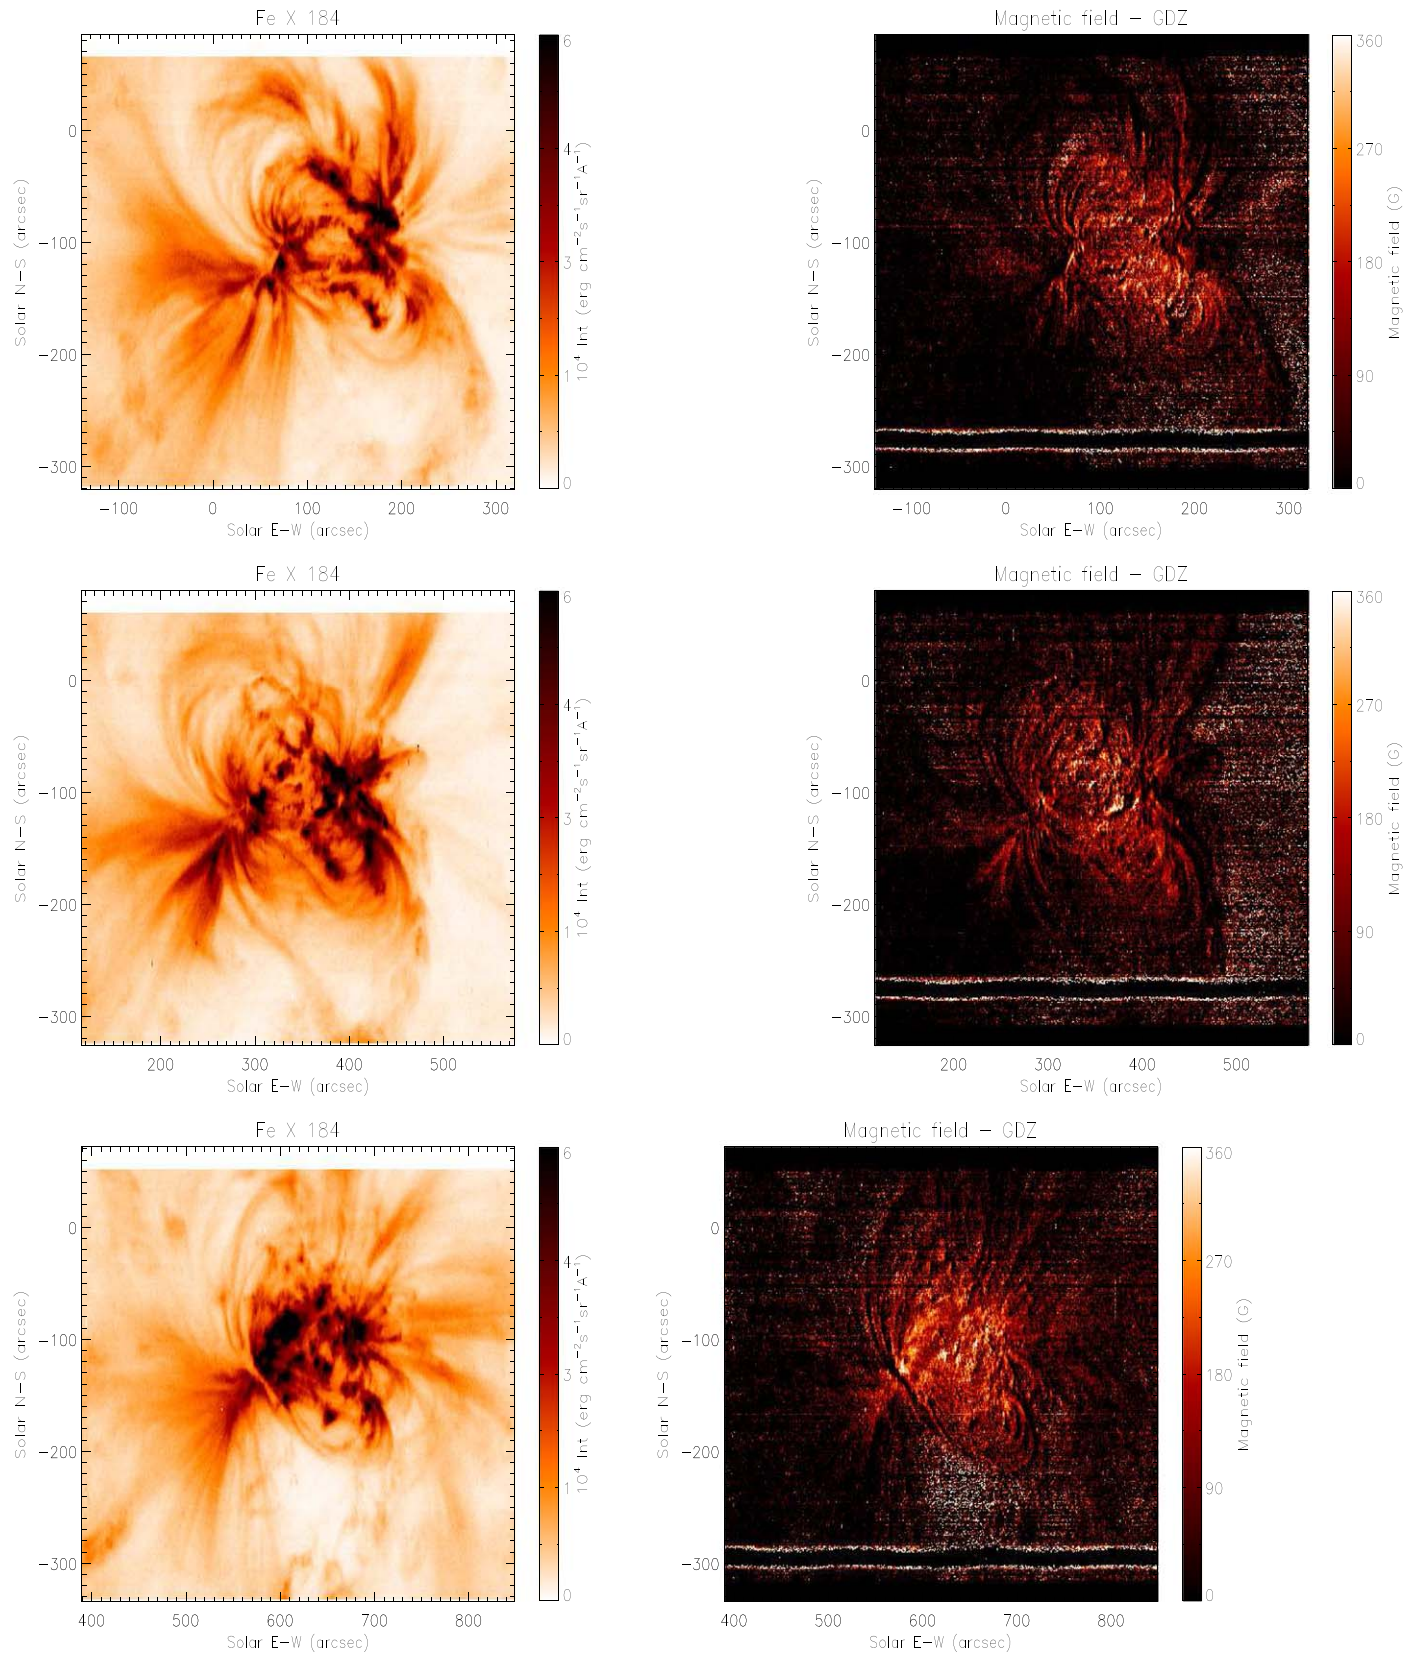 Fe X 184
Magnetic field − GDZ
6
4
3
1
0
10⁴ Int (erg cm⁻²s⁻¹sr⁻¹A⁻¹)
360
270
180
90
0
Magnetic field (G)
0
−100
−200
−300
Solar N−S (arcsec)
0
−100
−200
−300
Solar N−S (arcsec)
−100 0 100 200 300
Solar E−W (arcsec)
−100 0 100 200 300
Solar E−W (arcsec)
Fe X 184
Magnetic field − GDZ
6
4
3
1
0
10⁴ Int (erg cm⁻²s⁻¹sr⁻¹A⁻¹)
360
270
180
90
0
Magnetic field (G)
0
−100
−200
−300
Solar N−S (arcsec)
0
−100
−200
−300
Solar N−S (arcsec)
200 300 400 500
Solar E−W (arcsec)
200 300 400 500
Solar E−W (arcsec)
Fe X 184
Magnetic field − GDZ
6
4
3
1
0
10⁴ Int (erg cm⁻²s⁻¹sr⁻¹A⁻¹)
360
270
180
90
0
Magnetic field (G)
0
−100
−200
−300
Solar N−S (arcsec)
0
−100
−200
−300
Solar N−S (arcsec)
400 500 600 700 800
Solar E−W (arcsec)
400 500 600 700 800
Solar E−W (arcsec)